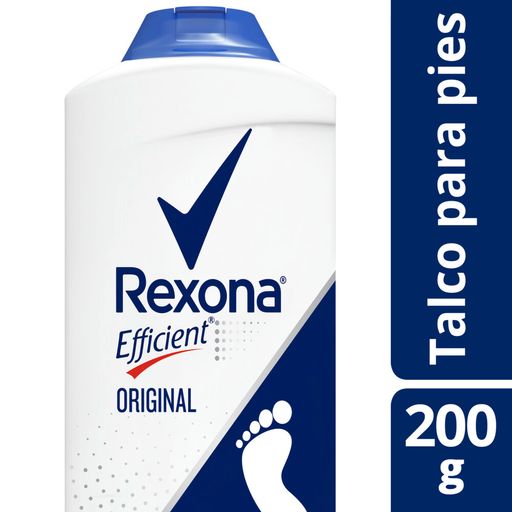 Rexona®
Efficient®
ORIGINAL
Talco para pies
200
g